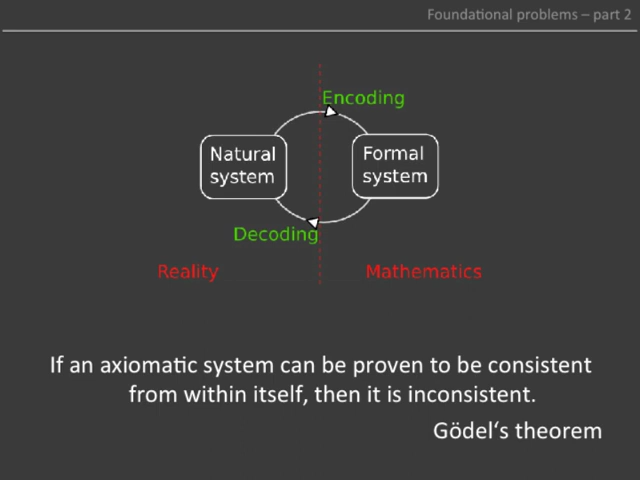 Foundational problems – part 2
Encoding
Natural
system
Formal
system
Decoding
Reality
Mathematics
If an axiomatic system can be proven to be consistent
from within itself, then it is inconsistent.
Gödel‘s theorem